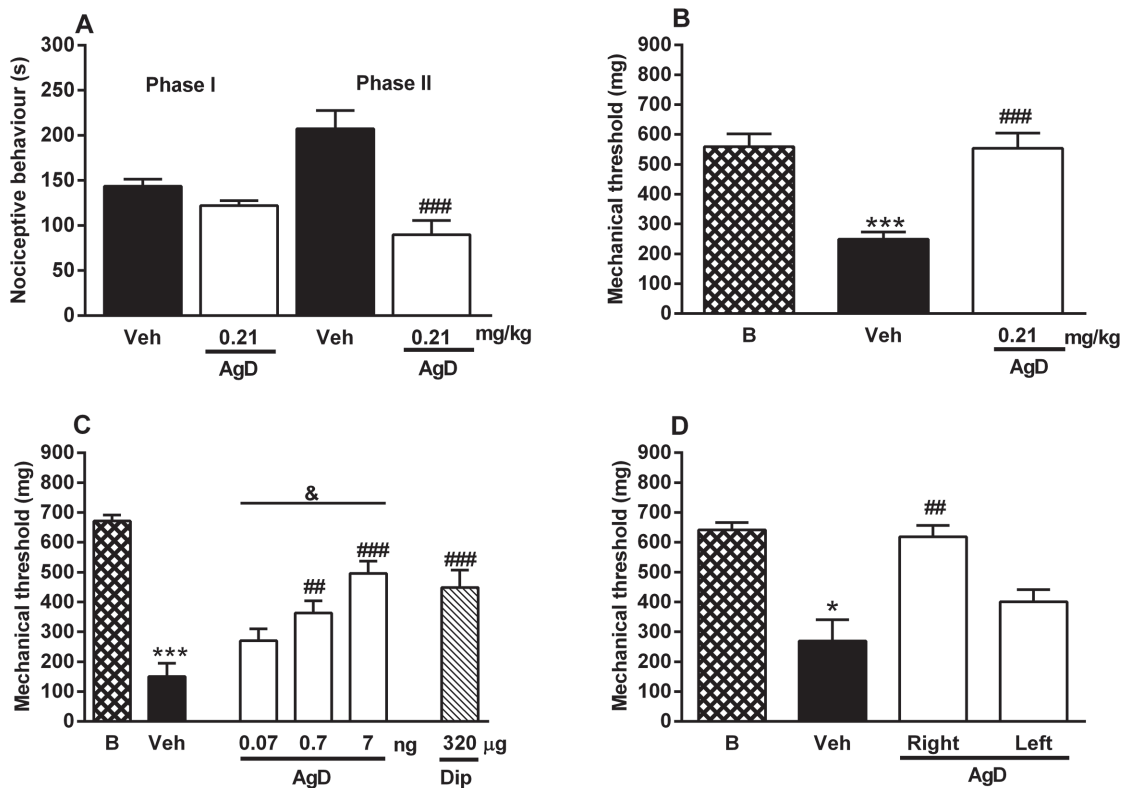 A
Nociceptive behaviour (s)
300
250
200
150
100
50
0
Phase I
Phase II
###
Veh
0.21
Veh
0.21
mg/kg
AgD
AgD
B
Mechanical threshold (mg)
900
800
700
600
500
400
300
200
100
0
***
###
B
Veh
0.21
mg/kg
AgD
C
Mechanical threshold (mg)
900
800
700
600
500
400
300
200
100
0
&
***
##
###
###
B
Veh
0.07
0.7
7
ng
320
μg
AgD
Dip
D
Mechanical threshold (mg)
900
800
700
600
500
400
300
200
100
0
*
##
B
Veh
Right
Left
AgD